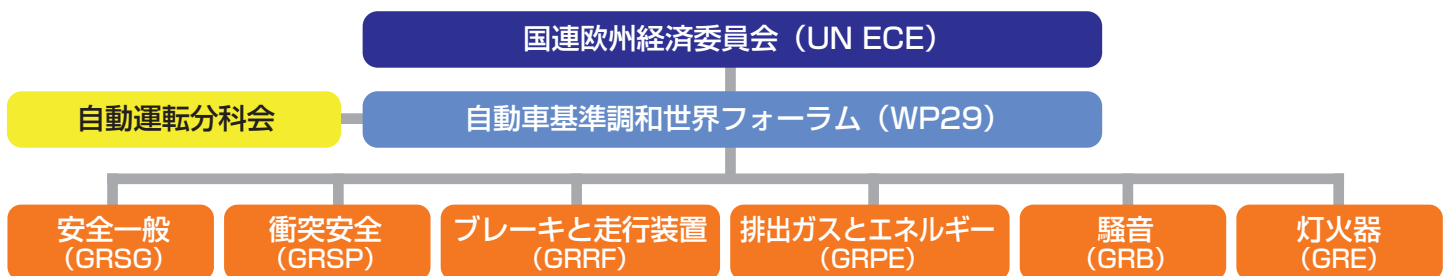 国連欧州経済委員会（UN ECE）
自動運転分科会
自動車基準調和世界フォーラム（WP29）
安全一般
（GRSG）
衝突安全
（GRSP）
ブレーキと走行装置
（GRRF）
排出ガスとエネルギー
（GRPE）
騒音
（GRB）
灯火器
（GRE）